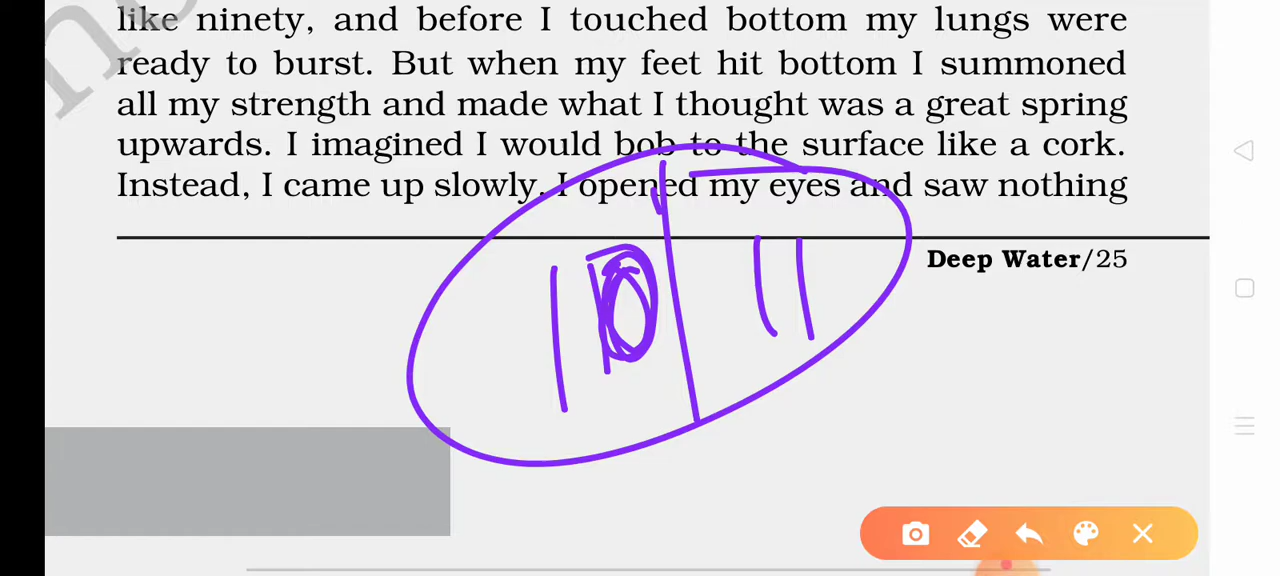 like ninety, and before I touched bottom my lungs were
ready to burst. But when my feet hit bottom I summoned
all my strength and made what I thought was a great spring
upwards. I imagined I would bob to the surface like a cork.
Instead, I came up slowly. I opened my eyes and saw nothing
Deep Water/25
10 11